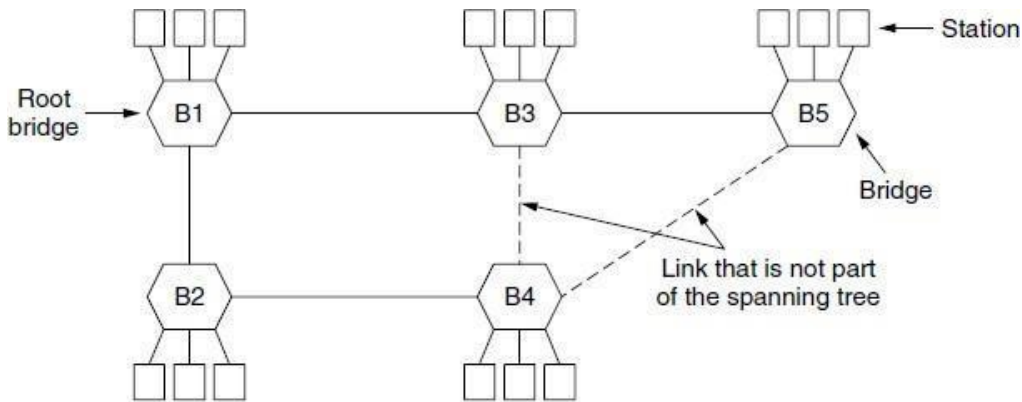 Station
Root
bridge
B1
B3
B5
Bridge
Link that is not part
of the spanning tree
B2
B4